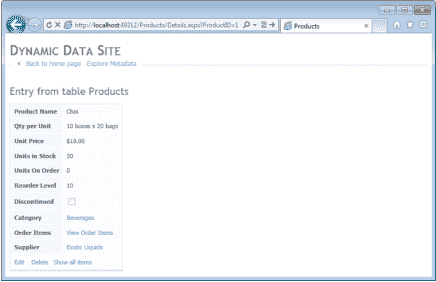 http://localhost:49212/Products/Details.aspx?ProductID=1
Products
DYNAMIC DATA SITE
Back to home page Explore Metadata
Entry from table Products
Product Name Chai
Qty per Unit 10 boxes x 20 bags
Unit Price $18.00
Units in Stock 50
Units On Order 0
Reorder Level 10
Discontinued
Category Beverages
Order Items View Order Items
Supplier Exotic Liquids
Edit Delete Show all items